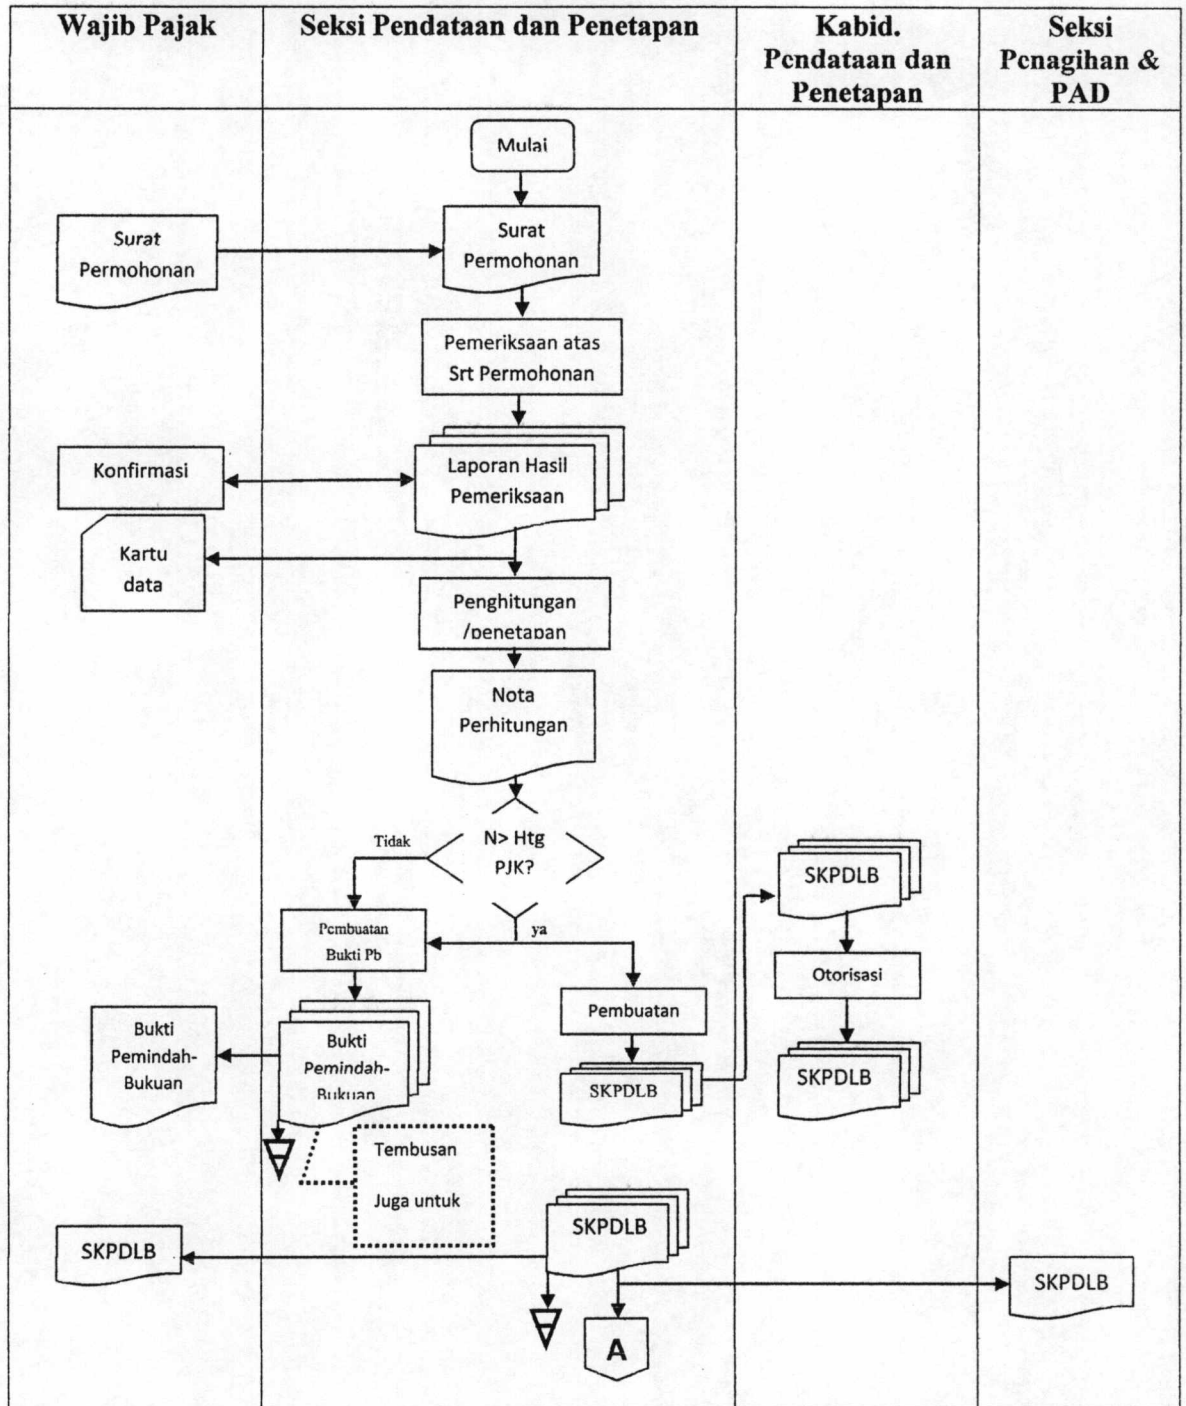 Wajib Pajak
Seksi Pendataan dan Penetapan
Kabid.
Pendataan dan
Penetapan
Seksi
Penagihan &
PAD
Mulai
Surat
Permohonan
Surat
Permohonan
Pemeriksaan atas
Srt Permohonan
Konfirmasi
Laporan Hasil
Pemeriksaan
Kartu
data
Penghitungan
/penetapan
Nota
Perhitungan
Tidak
N> Htg
PJK?
ya
SKPDLB
Pembuatan
Bukti Pb
Otorisasi
Pembuatan
Bukti
Pemindah-
Bukuan
Bukti
Pemindah-
Bukuan
SKPDLB
SKPDLB
Tembusan
Juga untuk
SKPDLB
SKPDLB
SKPDLB
A